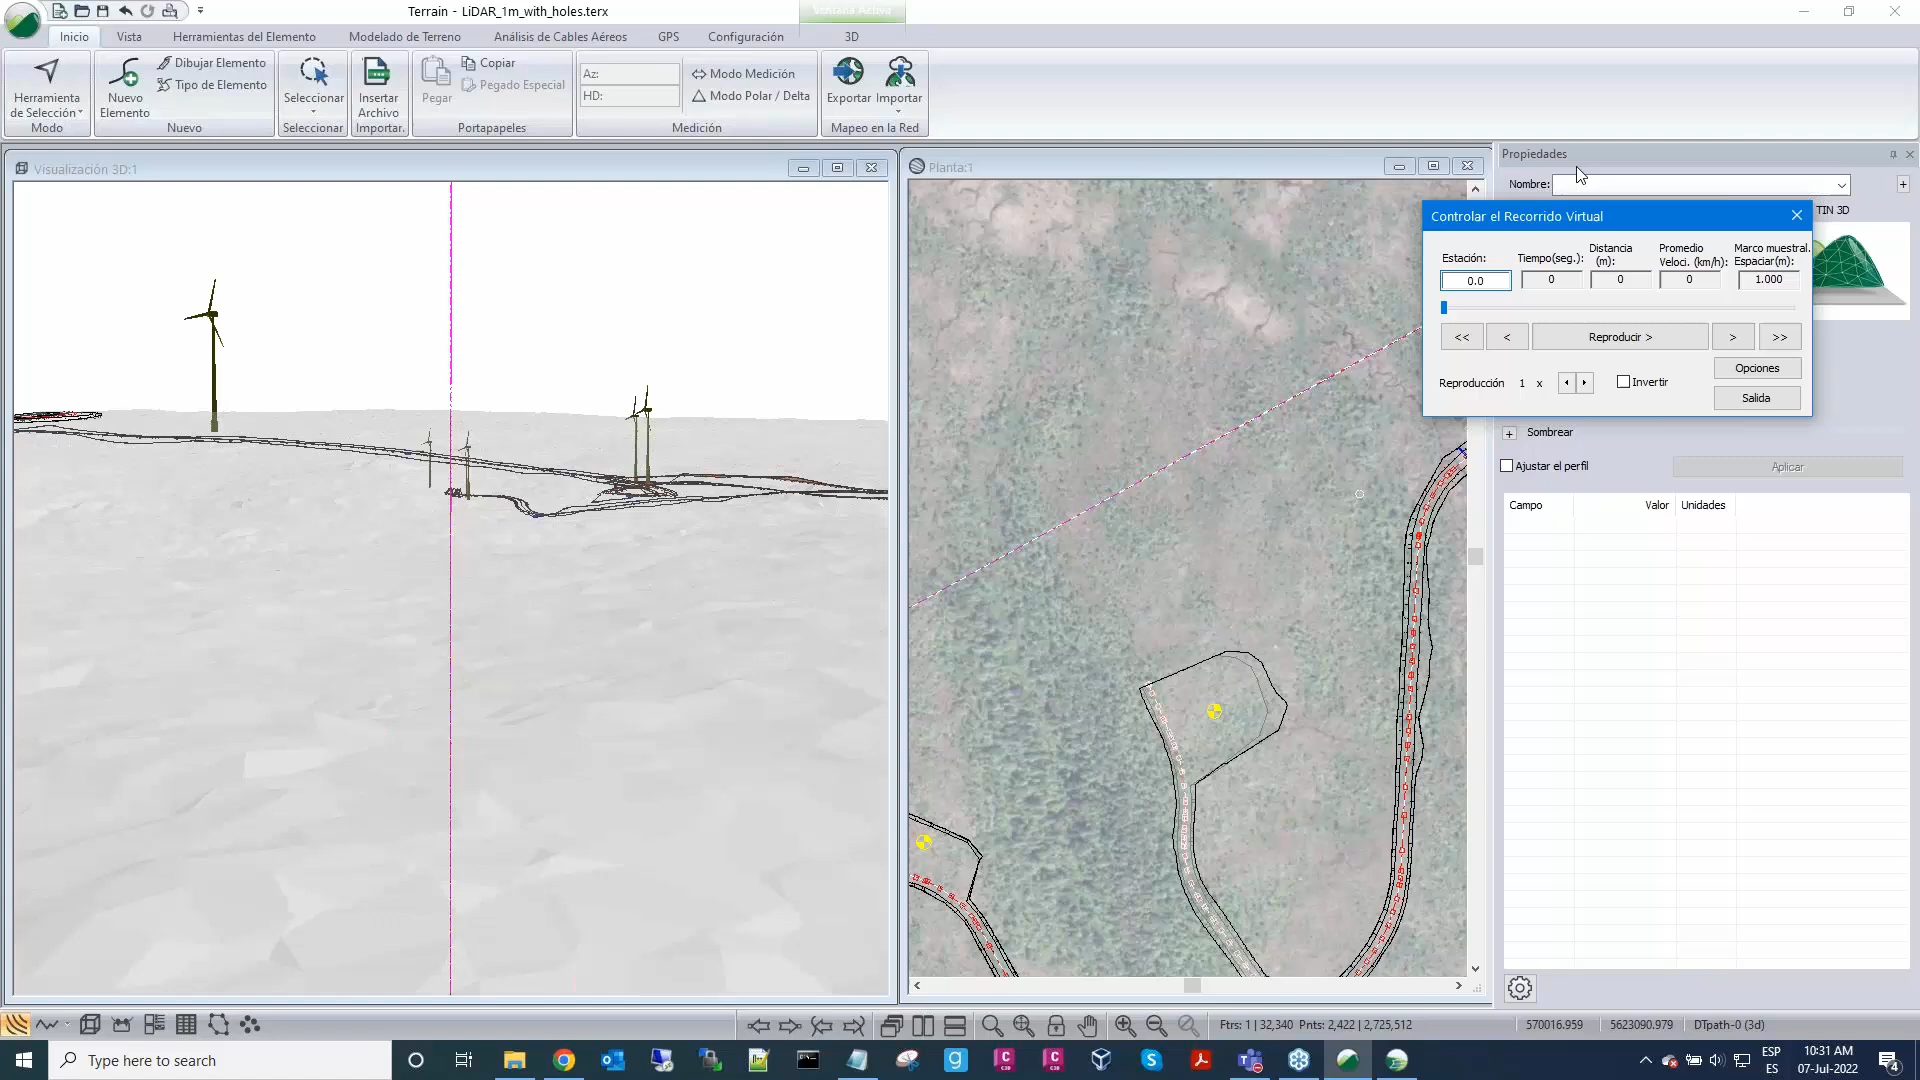 Terrain - LiDAR_1m_with_holes.terx
Ventana Activa
Inicio
Vista
Herramientas del Elemento
Modelado de Terreno
Análisis de Cables Aéreos
GPS
Configuración
3D
Herramienta
de Selección
Modo
Nuevo
Elemento
Dibujar Elemento
Tipo de Elemento
Nuevo
Seleccionar
Seleccionar
Insertar
Archivo
Importar.
Pegar
Copiar
Pegado Especial
Portapapeles
Az:
HD:
Modo Medición
Modo Polar / Delta
Medición
Exportar
Importar
Mapeo en la Red
Visualización 3D:1
Planta:1
Propiedades
Nombre:
TIN 3D
Controlar el Recorrido Virtual
Estación:
Tiempo(seg.):
Distancia
(m):
Promedio
Veloci. (km/h):
Marco muestral.
Espaciar(m):
0.0
0
0
0
1.000
<<
<
Reproducir >
>
>>
Reproducción 1 x
Invertir
Opciones
Salida
Sombrear
Ajustar el perfil
Aplicar
Campo
Valor
Unidades
Ftrs: 1 | 32,340 Pnts: 2,422 | 2,725,512
570016.959
5623090.979
DTpath-0 (3d)
Type here to search
ESP
ES
10:31 AM
07-Jul-2022
4